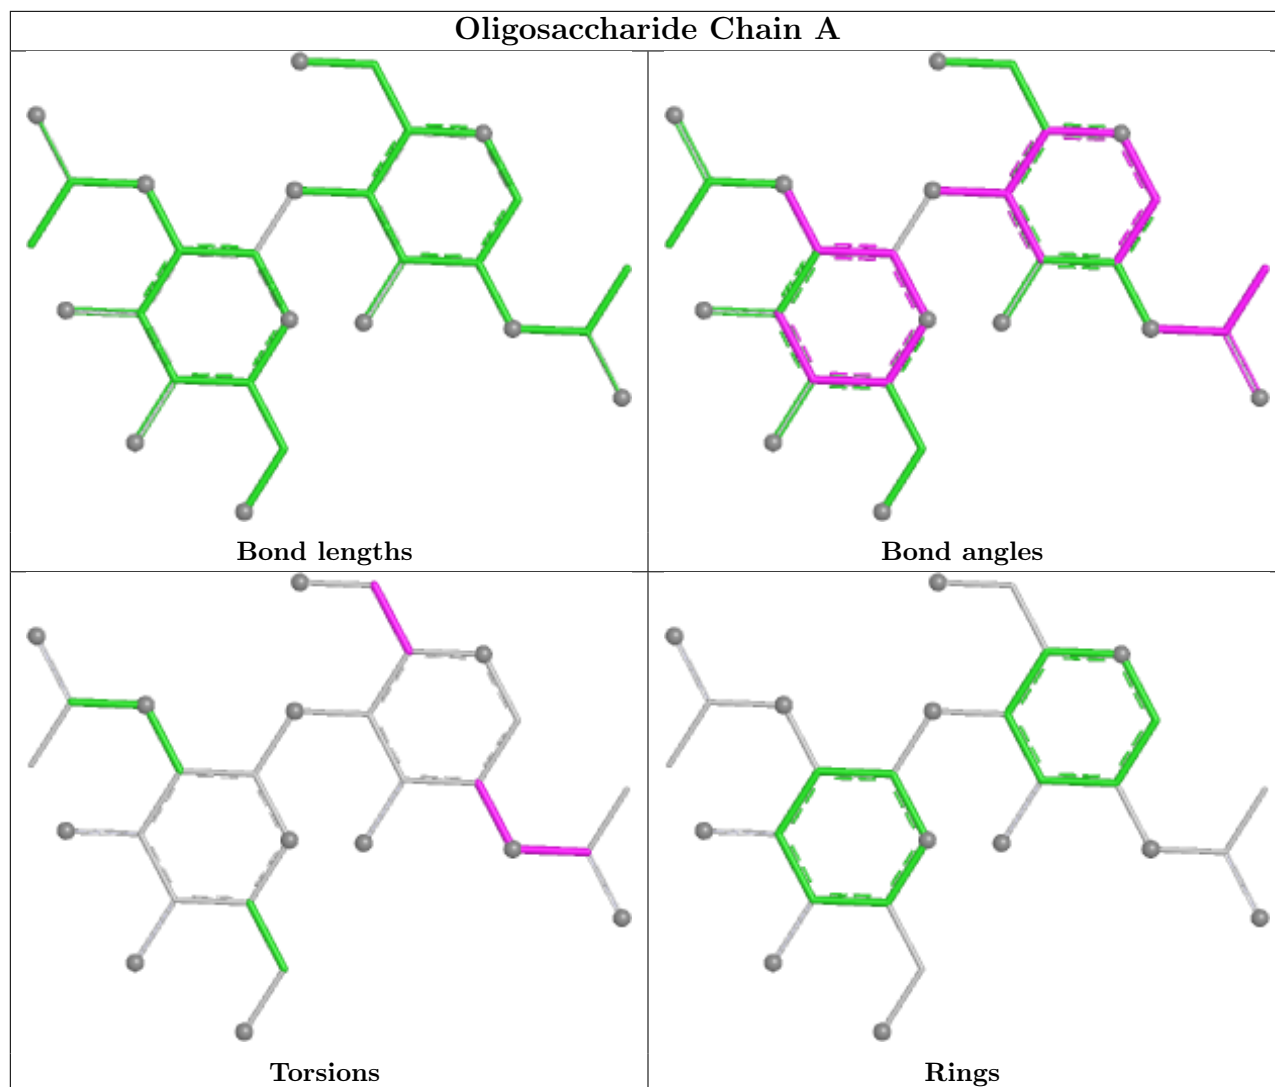 Oligosaccharide Chain A
Bond lengths
Bond angles
Torsions
Rings